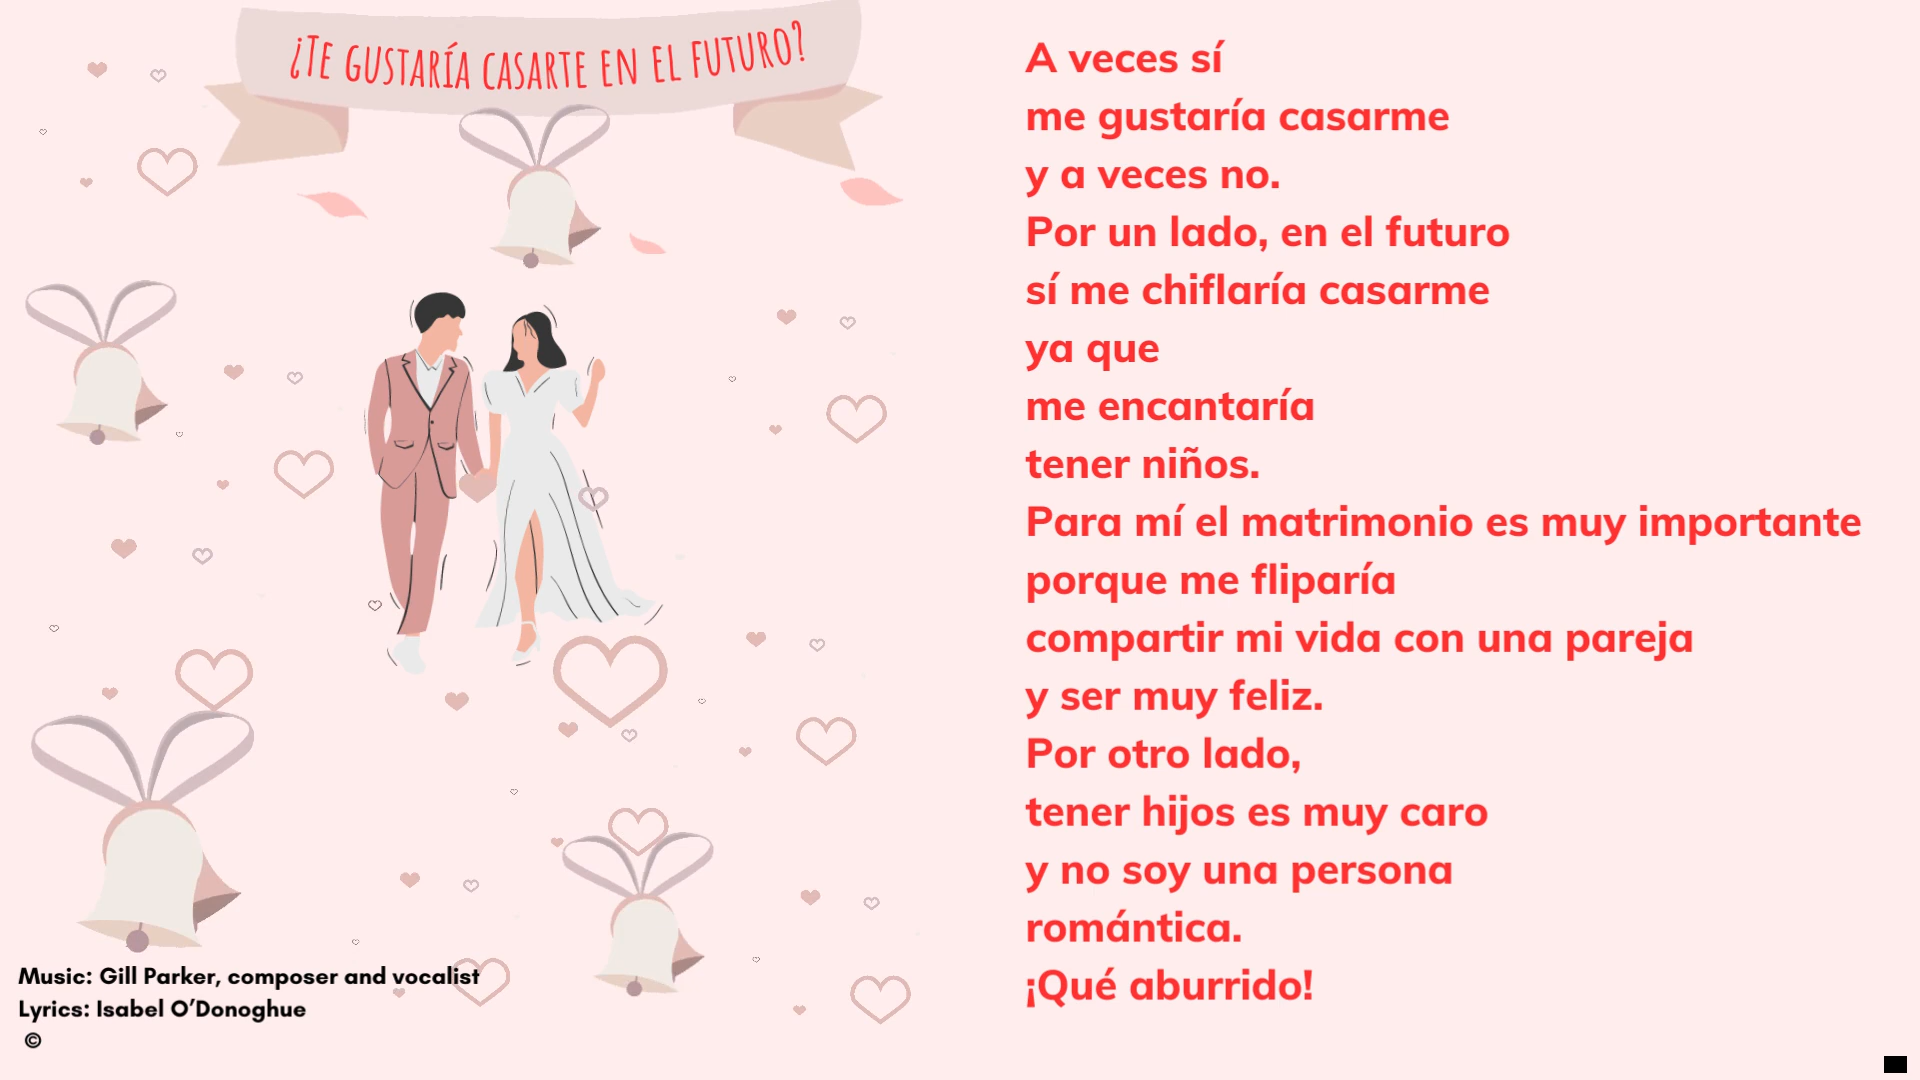 ¿Te gustaría casarte en el futuro?
A veces sí
me gustaría casarme
y a veces no.
Por un lado, en el futuro
sí me chiflaría casarme
ya que
me encantaría
tener niños.
Para mí el matrimonio es muy importante
porque me fliparía
compartir mi vida con una pareja
y ser muy feliz.
Por otro lado,
tener hijos es muy caro
y no soy una persona
romántica.
¡Qué aburrido!
Music: Gill Parker, composer and vocalist
Lyrics: Isabel O’Donoghue
©